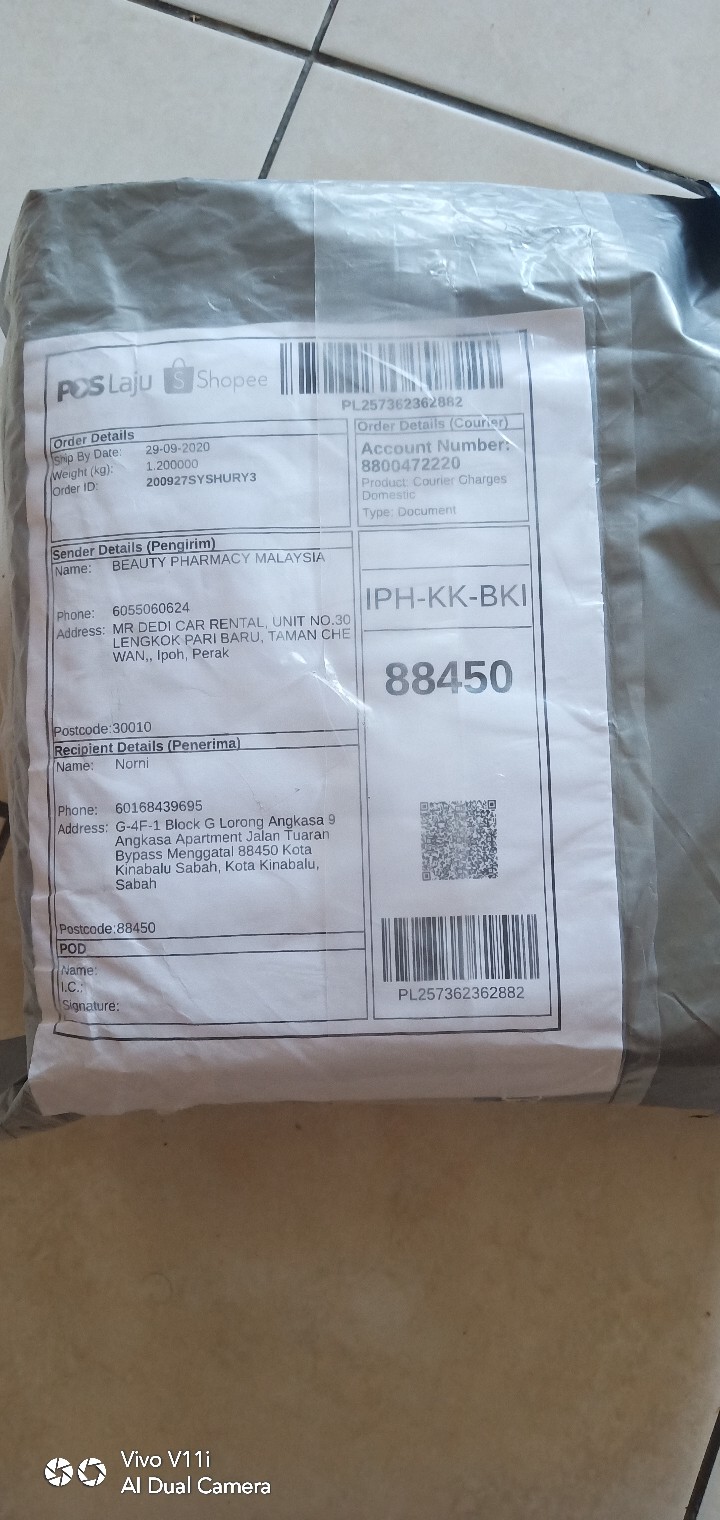 POS Laju Shopee
PL257362362882
Order Details
Ship By Date: 29-09-2020
Weight (kg): 1.200000
Order ID: 200927SYSHURY3
Order Details (Courier)
Account Number:
8800472220
Product: Courier Charges
Domestic
Type: Document
Sender Details (Pengirim)
Name: BEAUTY PHARMACY MALAYSIA
Phone: 6055060624
Address: MR DEDI CAR RENTAL, UNIT NO.30
LENGKOK PARI BARU, TAMAN CHE
WAN,, Ipoh, Perak
Postcode:30010
IPH-KK-BKI
88450
Recipient Details (Penerima)
Name: Norni
Phone: 60168439695
Address: G-4F-1 Block G Lorong Angkasa 9
Angkasa Apartment Jalan Tuaran
Bypass Menggatal 88450 Kota
Kinabalu Sabah, Kota Kinabalu,
Sabah
Postcode:88450
POD
Name:
I.C.:
Signature:
PL257362362882
Vivo V11i
AI Dual Camera